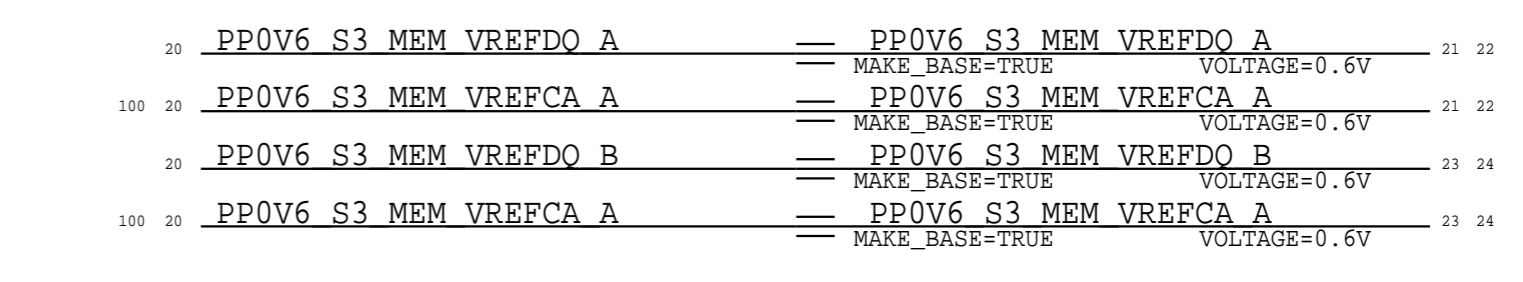 20 PP0V6_S3_MEM_VREFDQ_A PP0V6_S3_MEM_VREFDQ_A 21 22
MAKE_BASE=TRUE VOLTAGE=0.6V
100 20 PP0V6_S3_MEM_VREFCA_A PP0V6_S3_MEM_VREFCA_A 21 22
MAKE_BASE=TRUE VOLTAGE=0.6V
20 PP0V6_S3_MEM_VREFDQ_B PP0V6_S3_MEM_VREFDQ_B 23 24
MAKE_BASE=TRUE VOLTAGE=0.6V
100 20 PP0V6_S3_MEM_VREFCA_A PP0V6_S3_MEM_VREFCA_A 23 24
MAKE_BASE=TRUE VOLTAGE=0.6V